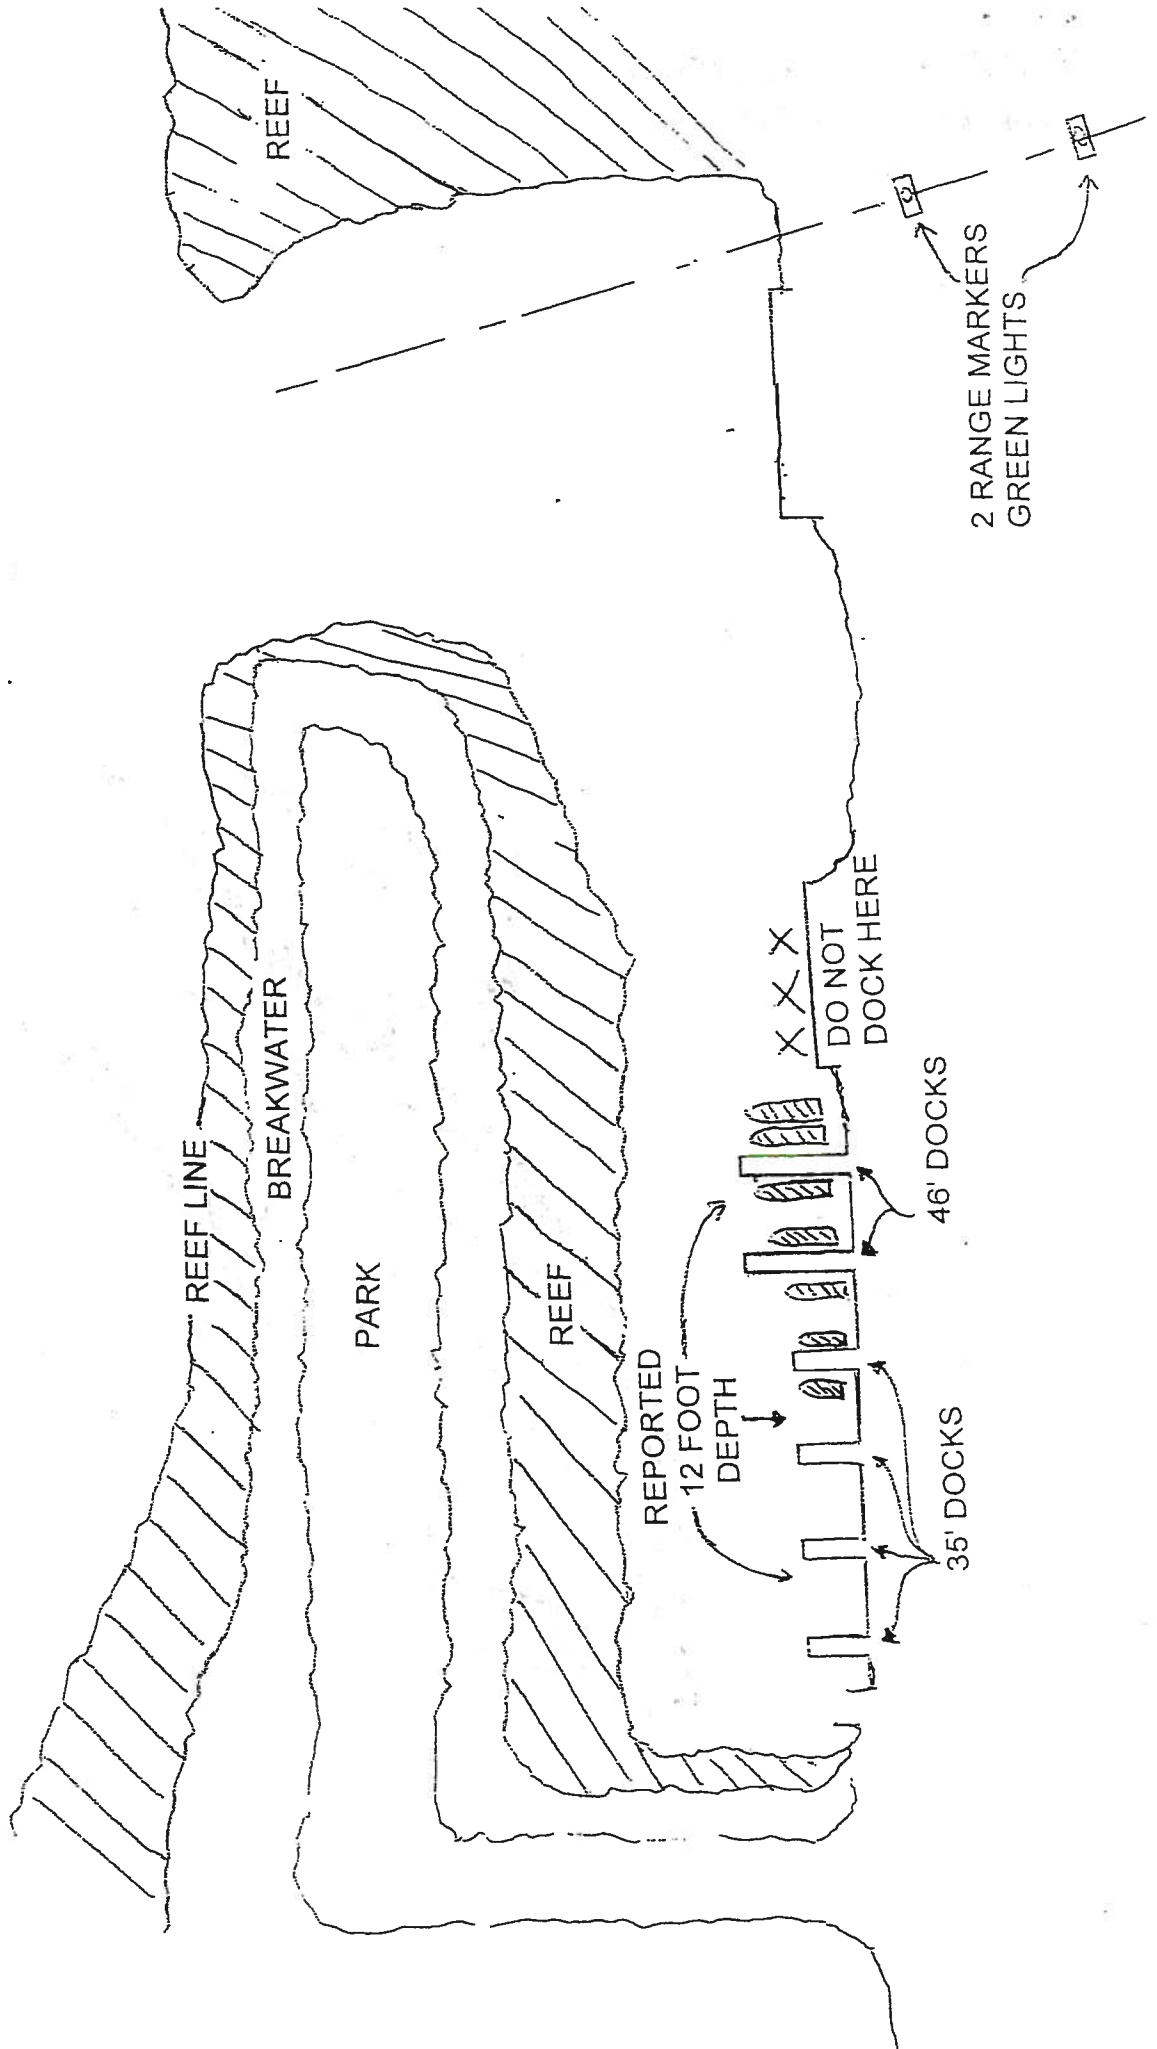 REEF
REEF LINE
BREAKWATER
PARK
REEF
REPORTED
12 FOOT
DEPTH
X X X
DO NOT
DOCK HERE
2 RANGE MARKERS
GREEN LIGHTS
46' DOCKS
35' DOCKS